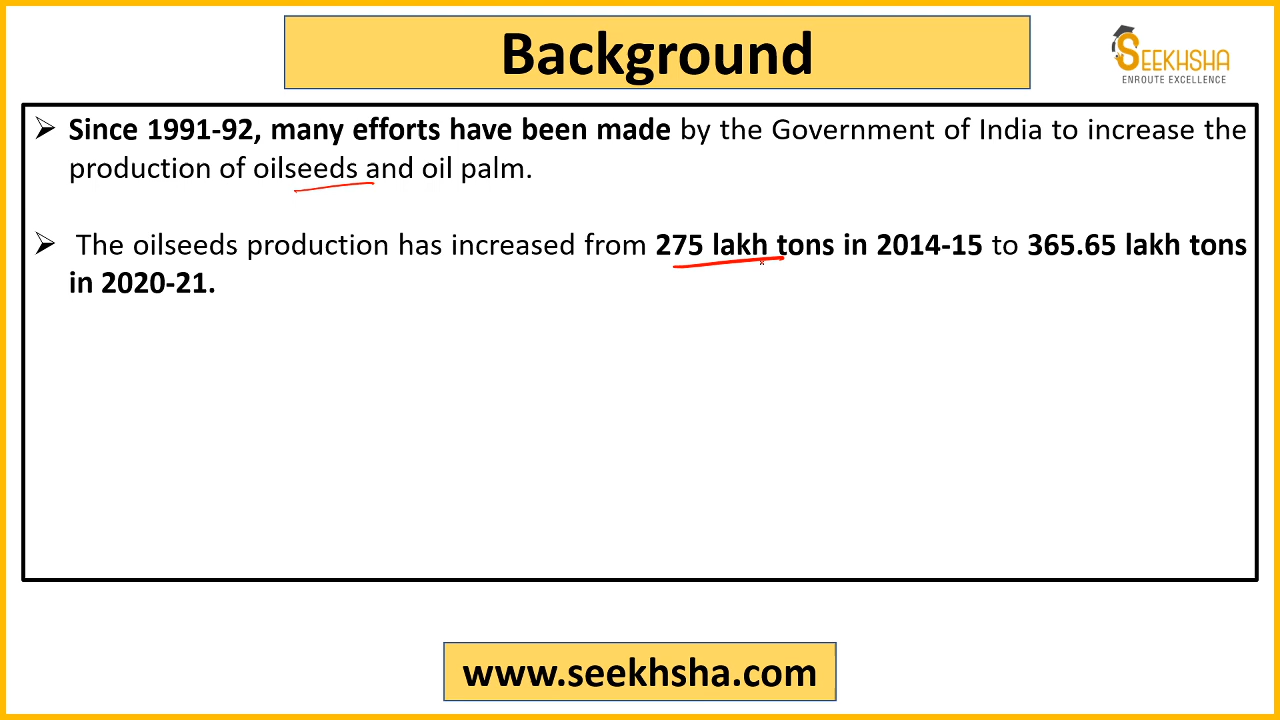 Background
SEEKHSHA
ENROUTE EXCELLENCE
Since 1991-92, many efforts have been made by the Government of India to increase the
production of oilseeds and oil palm.
The oilseeds production has increased from 275 lakh tons in 2014-15 to 365.65 lakh tons
in 2020-21.
www.seekhsha.com